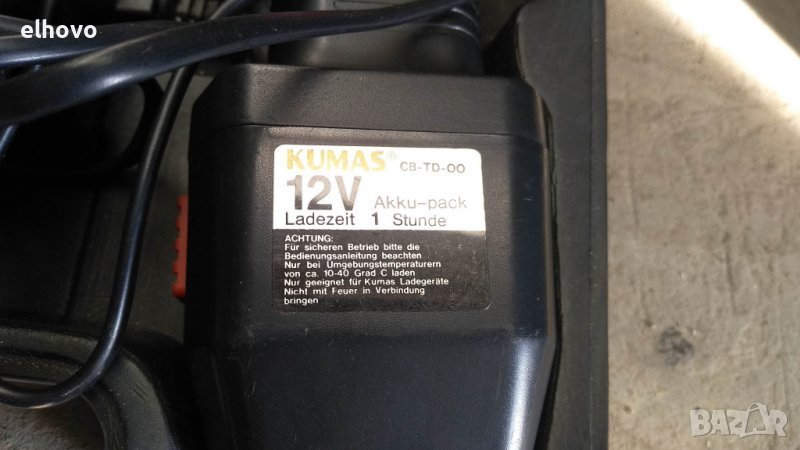 elhovo
KUMAS® CB-TD-00
12V Akku-pack
Ladezeit 1 Stunde
ACHTUNG:
Für sicheren Betrieb bitte die
Bedienungsanleitung beachten
Nur bei Umgebungstemperaturern
von ca. 10-40 Grad C laden
Nur geeignet für Kumas Ladegeräte
Nicht mit Feuer in Verbindung
bringen
BAZAR